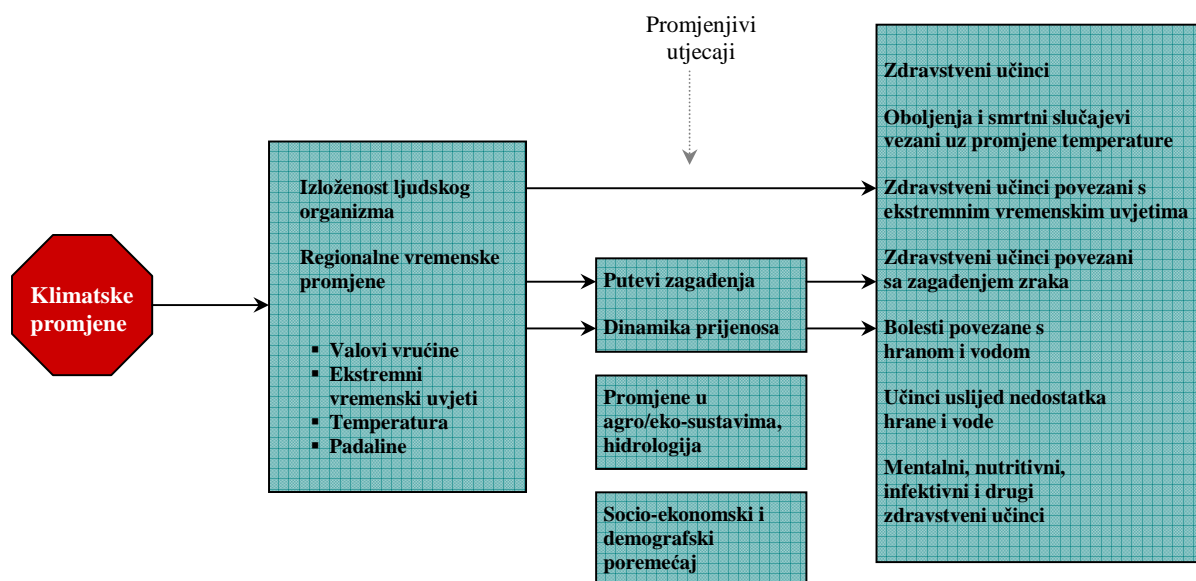 Promjenjivi
utjecaji
Klimatske
promjene
Izloženost ljudskog
organizma
Regionalne vremenske
promjene
▪ Valovi vrućine
▪ Ekstremni
vremenski uvjeti
▪ Temperatura
▪ Padaline
Putevi zagađenja
Dinamika prijenosa
Promjene u
agro/eko-sustavima,
hidrologija
Socio-ekonomski i
demografski
poremećaj
Zdravstveni učinci
Oboljenja i smrtni slučajevi
vezani uz promjene temperature
Zdravstveni učinci povezani s
ekstremnim vremenskim uvjetima
Zdravstveni učinci povezani
sa zagađenjem zraka
Bolesti povezane s
hranom i vodom
Učinci uslijed nedostatka
hrane i vode
Mentalni, nutritivni,
infektivni i drugi
zdravstveni učinci